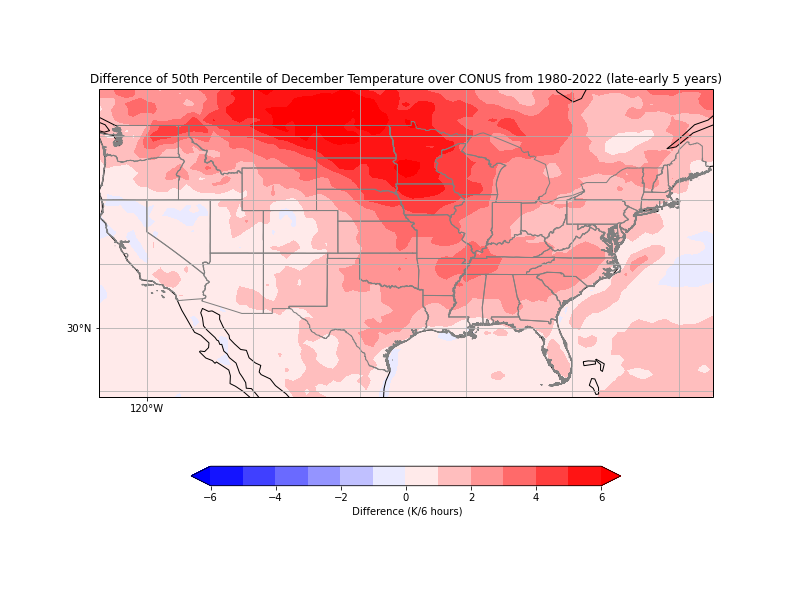 Difference of 50th Percentile of December Temperature over CONUS from 1980-2022 (late-early 5 years)
30°N
120°W
−6 −4 −2 0 2 4 6
Difference (K/6 hours)